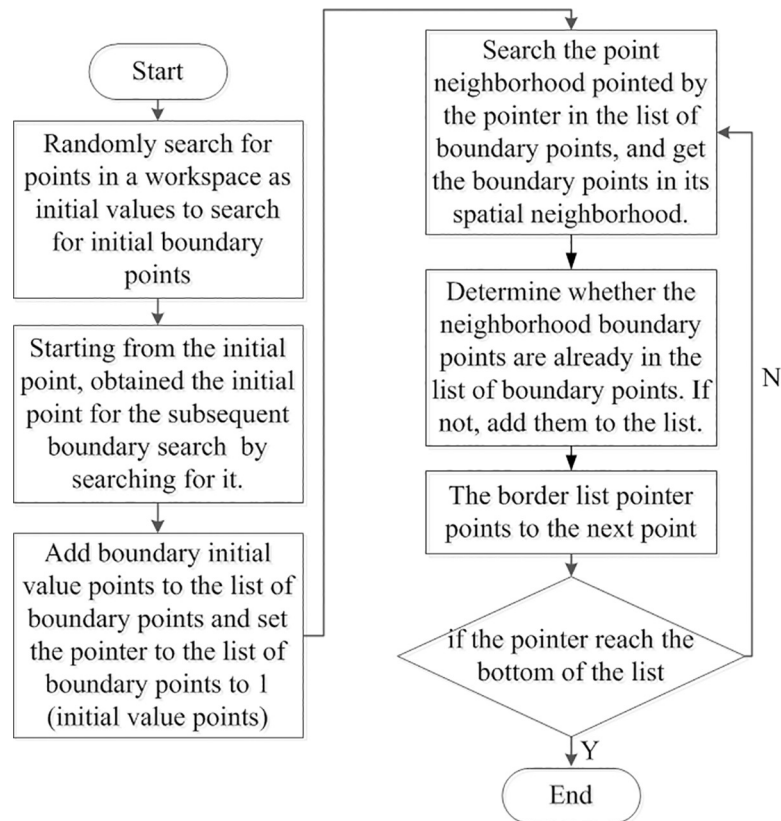 Start
Randomly search for
points in a workspace as
initial values to search
for initial boundary
points
Starting from the initial
point, obtained the initial
point for the subsequent
boundary search by
searching for it.
Add boundary initial
value points to the list of
boundary points and set
the pointer to the list of
boundary points to 1
(initial value points)
Search the point
neighborhood pointed by
the pointer in the list of
boundary points, and get
the boundary points in its
spatial neighborhood.
Determine whether the
neighborhood boundary
points are already in the
list of boundary points. If
not, add them to the list.
The border list pointer
points to the next point
if the pointer reach the
bottom of the list
N
Y
End